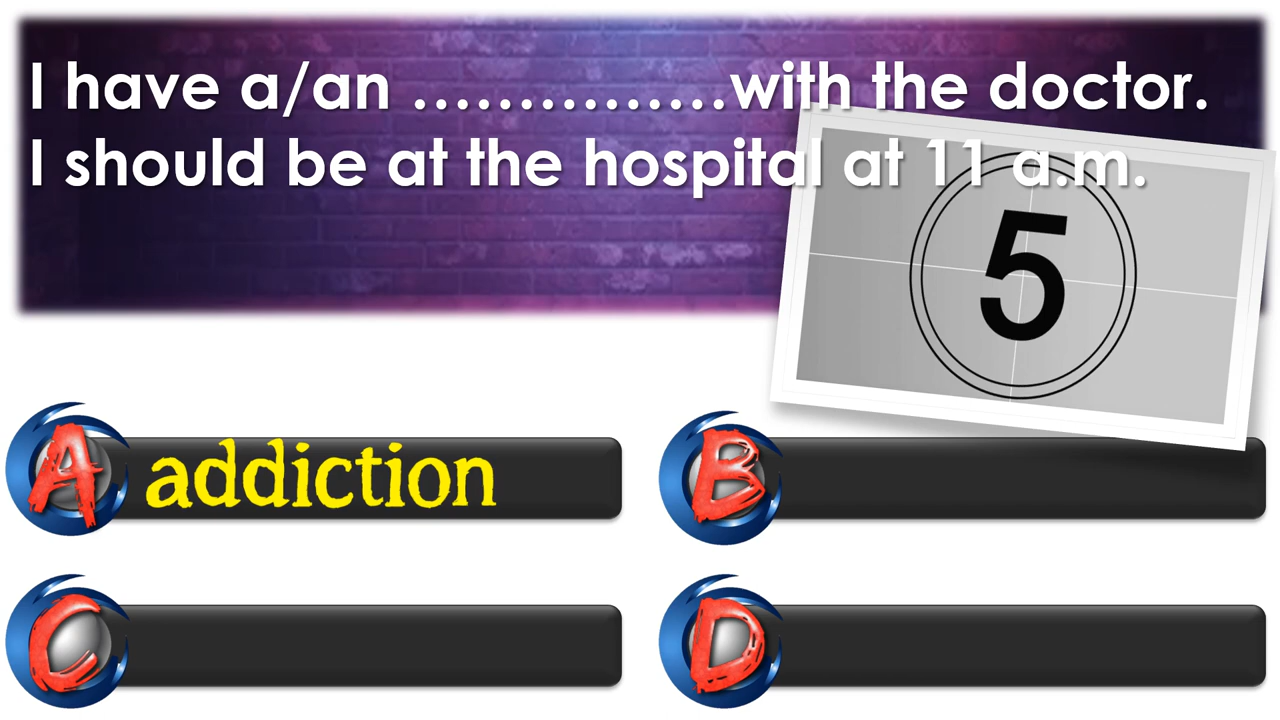 I have a/an ……………with the doctor.
I should be at the hospital at 11 a.m.
5
A addiction
B
C
D